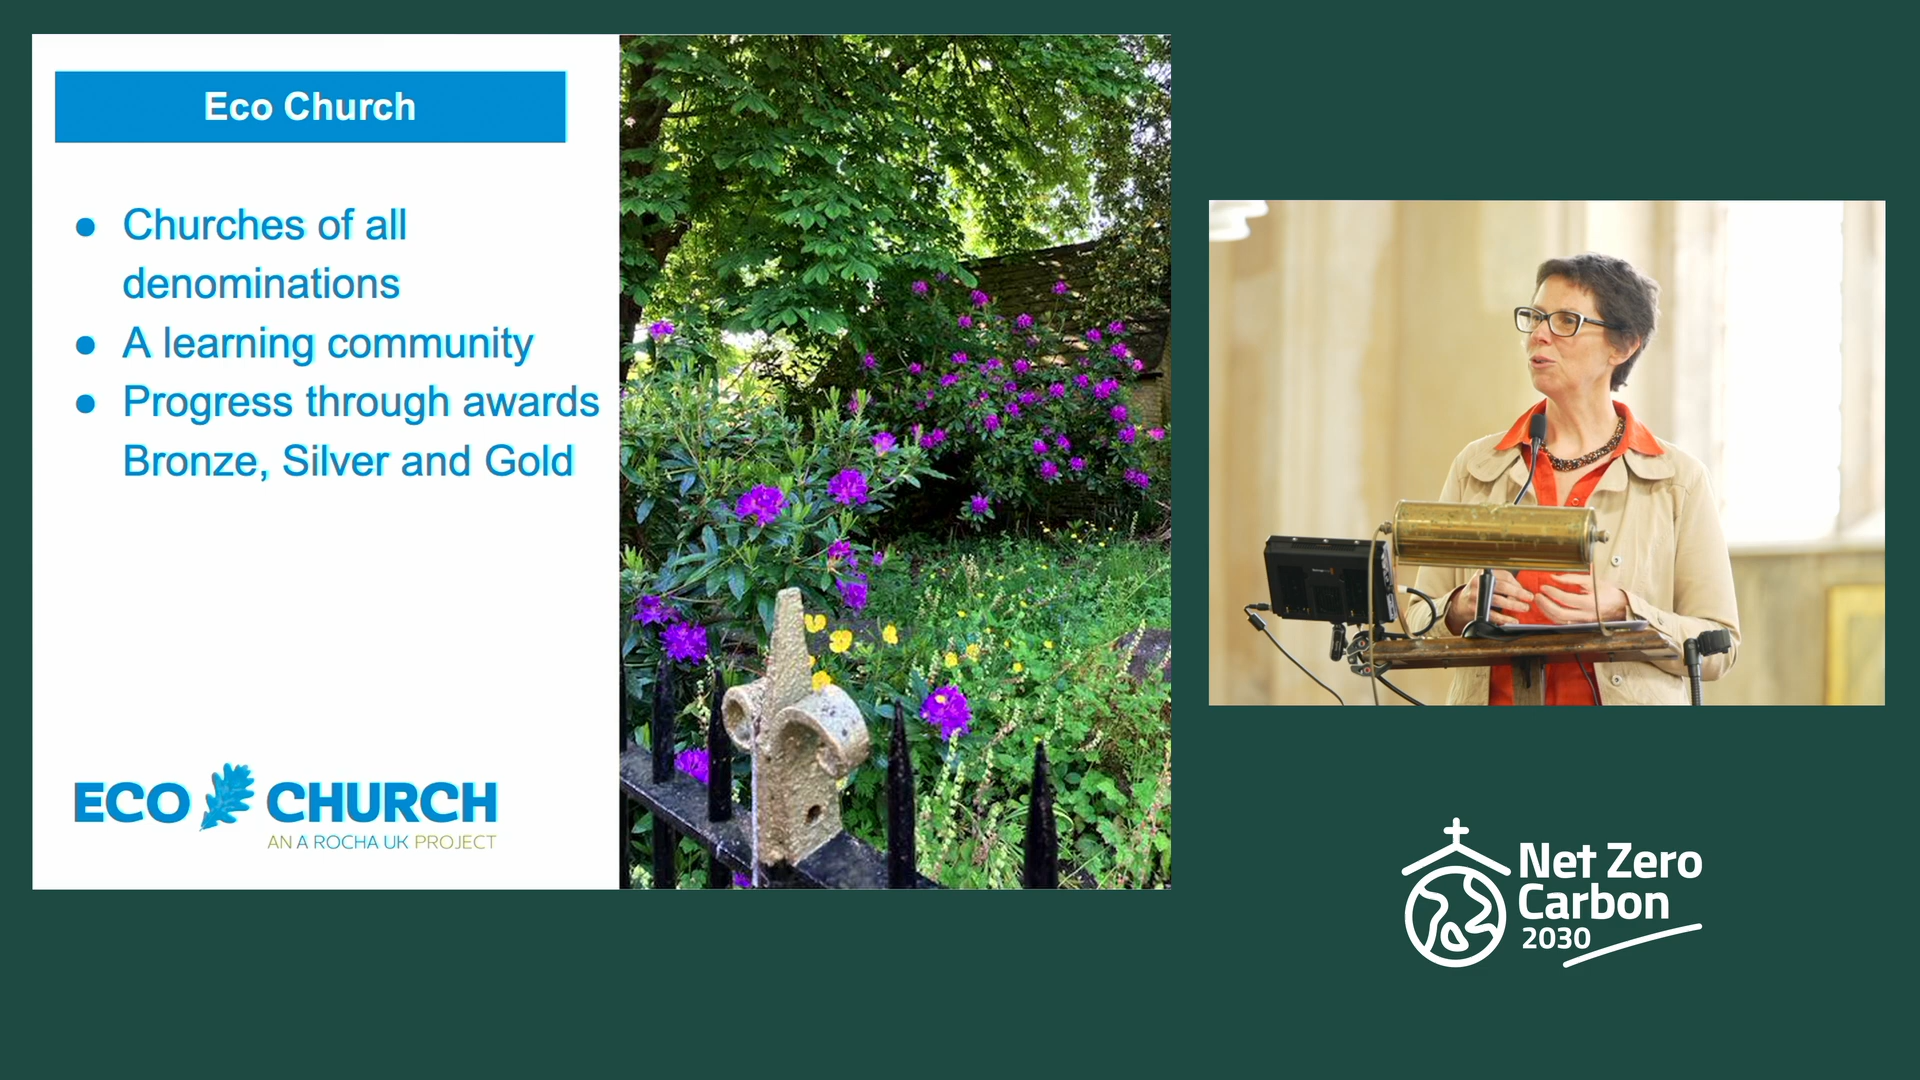 Eco Church
● Churches of all
denominations
● A learning community
● Progress through awards
Bronze, Silver and Gold
ECO CHURCH
AN A ROCHA UK PROJECT
Net Zero
Carbon
2030